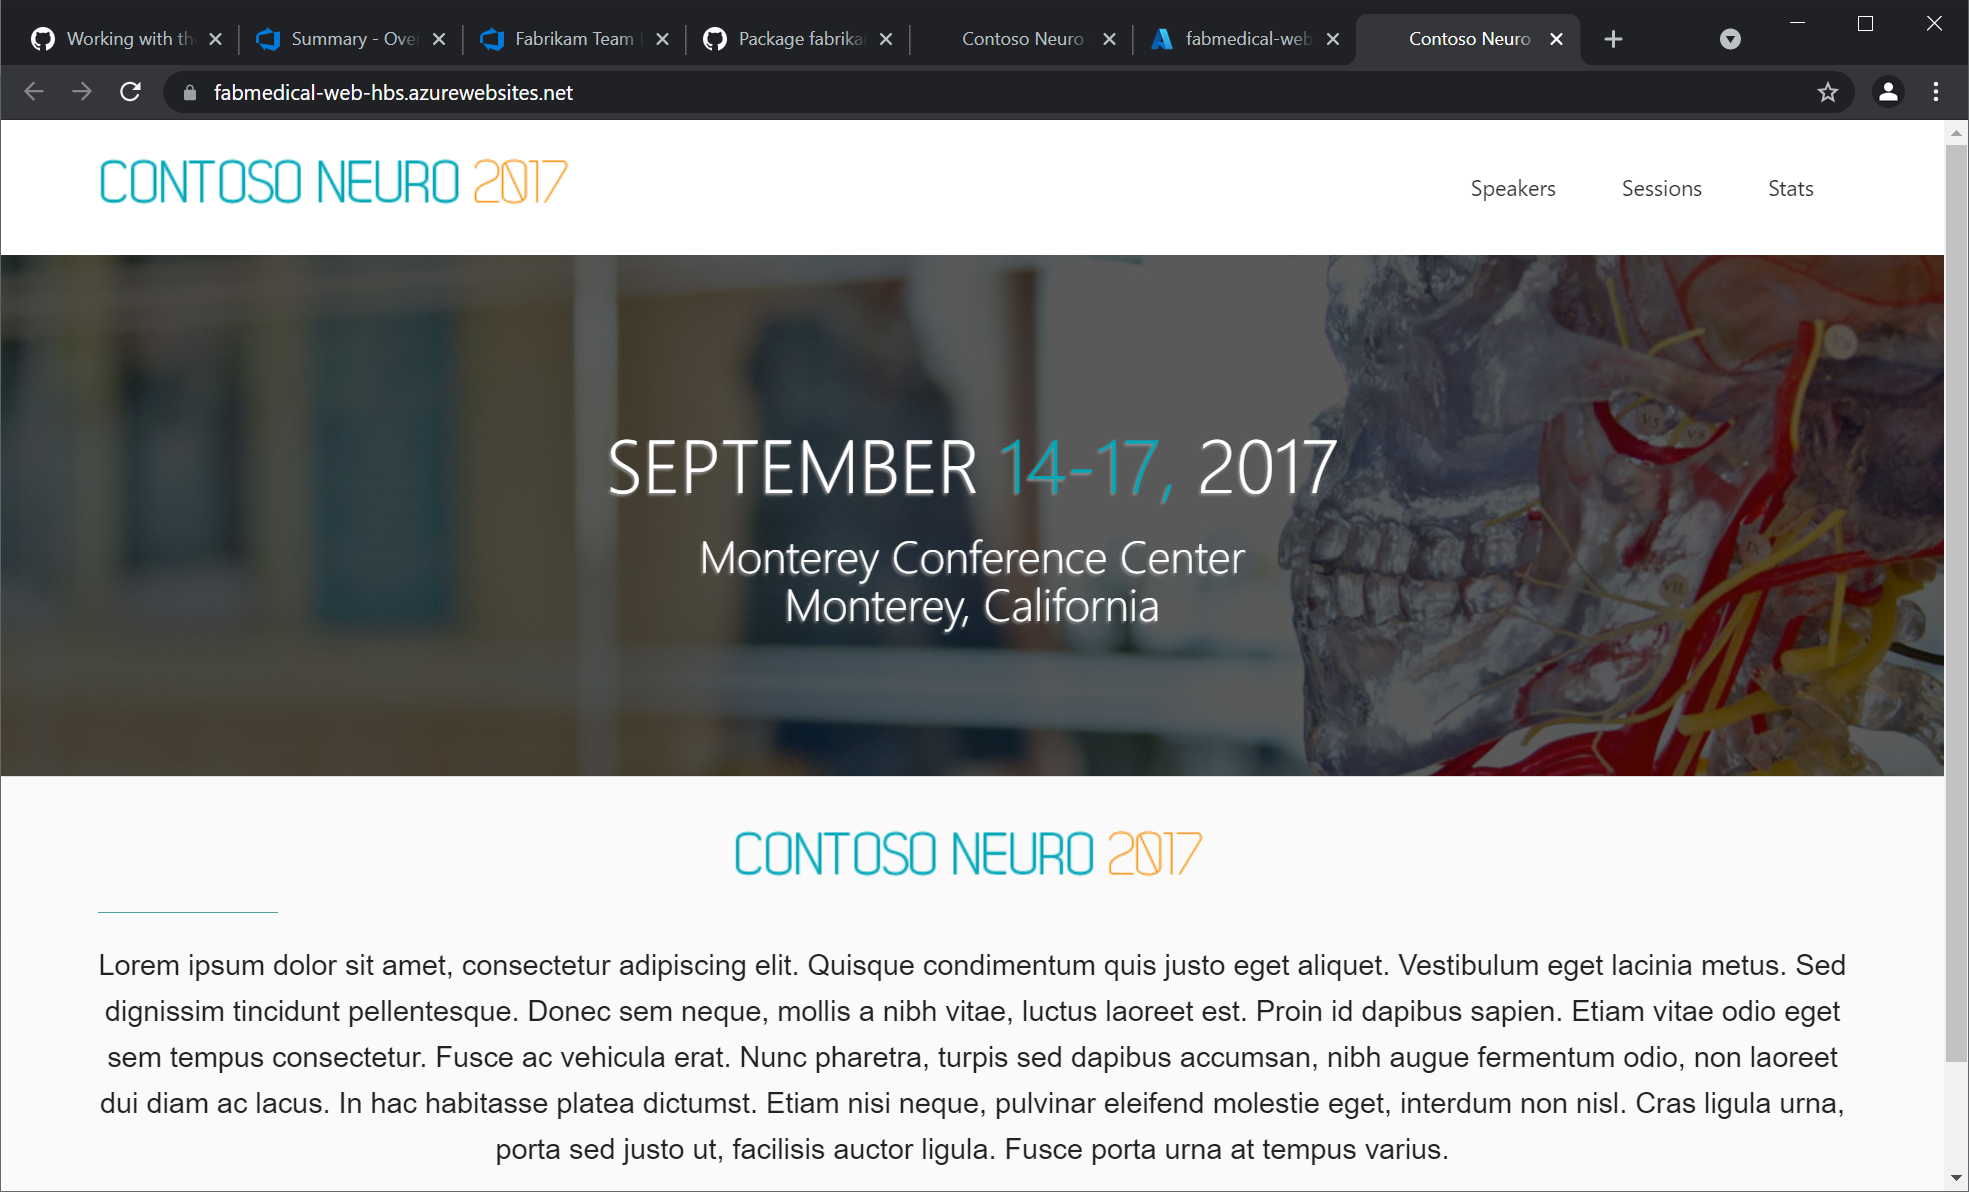 Working with th
Summary - Ove
Fabrikam Team
Package fabrika
Contoso Neuro
fabmedical-web
Contoso Neuro
fabmedical-web-hbs.azurewebsites.net
CONTOSO NEURO 2017
Speakers
Sessions
Stats
SEPTEMBER 14-17, 2017
Monterey Conference Center
Monterey, California
V.5
V.8
IX
VII
CONTOSO NEURO 2017
Lorem ipsum dolor sit amet, consectetur adipiscing elit. Quisque condimentum quis justo eget aliquet. Vestibulum eget lacinia metus. Sed
dignissim tincidunt pellentesque. Donec sem neque, mollis a nibh vitae, luctus laoreet est. Proin id dapibus sapien. Etiam vitae odio eget
sem tempus consectetur. Fusce ac vehicula erat. Nunc pharetra, turpis sed dapibus accumsan, nibh augue fermentum odio, non laoreet
dui diam ac lacus. In hac habitasse platea dictumst. Etiam nisi neque, pulvinar eleifend molestie eget, interdum non nisl. Cras ligula urna,
porta sed justo ut, facilisis auctor ligula. Fusce porta urna at tempus varius.